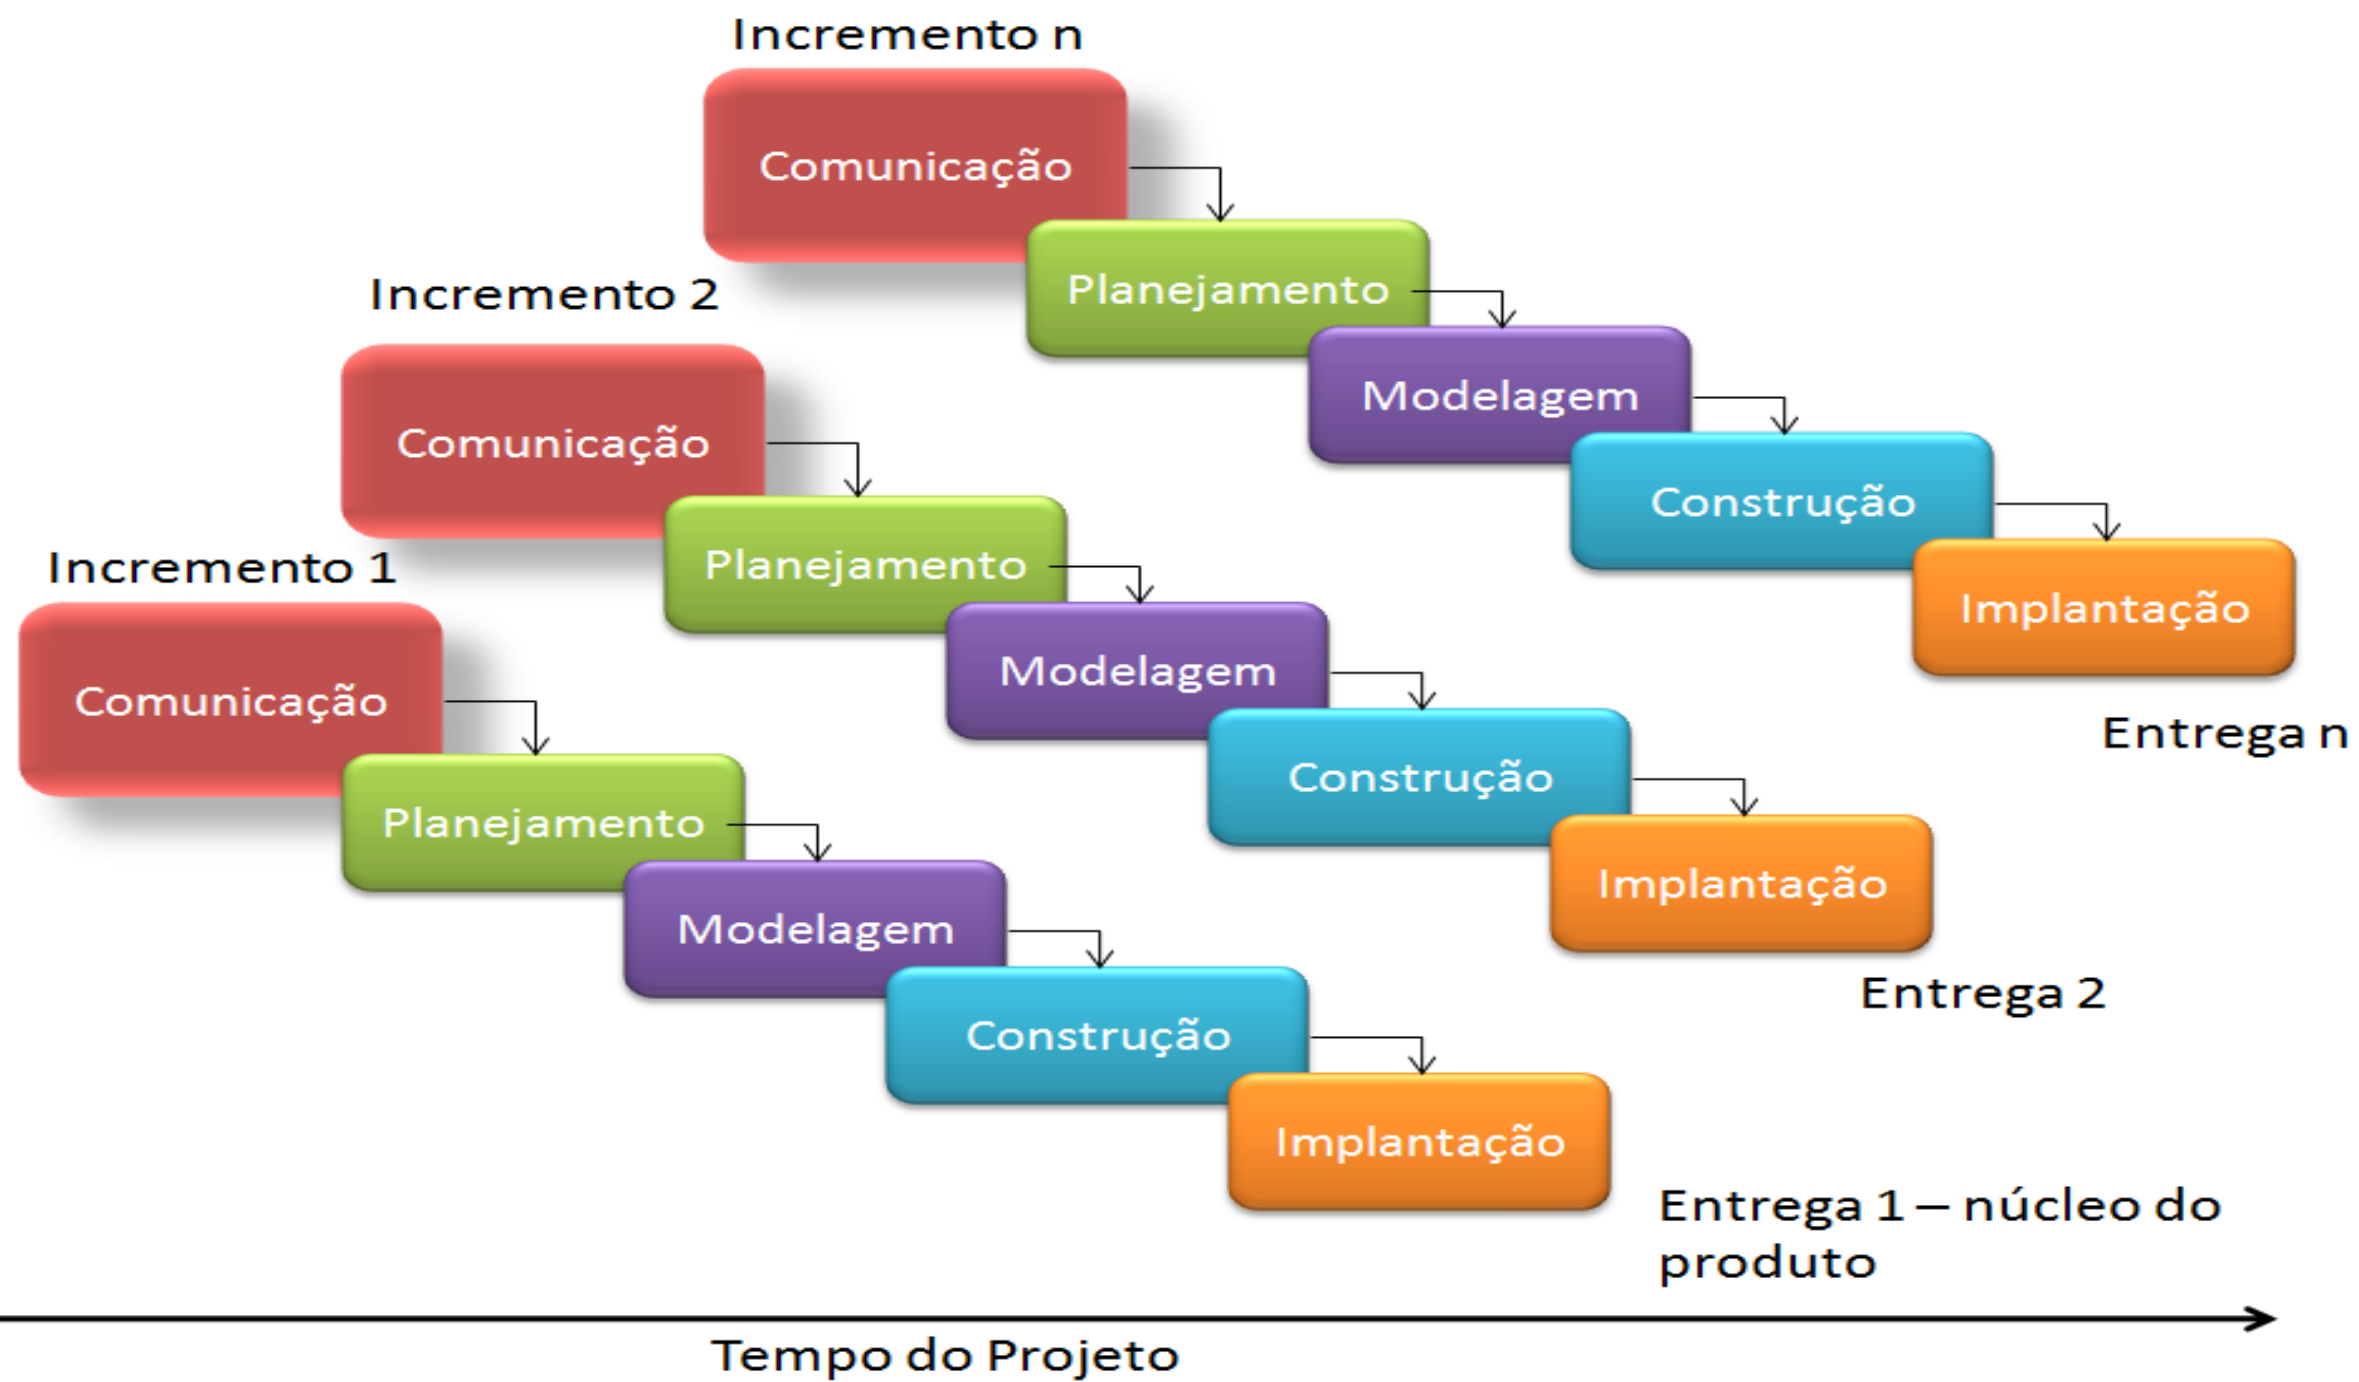 Incremento n
Comunicação
Planejamento
Modelagem
Construção
Implantação
Entrega n
Incremento 2
Comunicação
Planejamento
Modelagem
Construção
Implantação
Entrega 2
Incremento 1
Comunicação
Planejamento
Modelagem
Construção
Implantação
Entrega 1 – núcleo do
produto
Tempo do Projeto